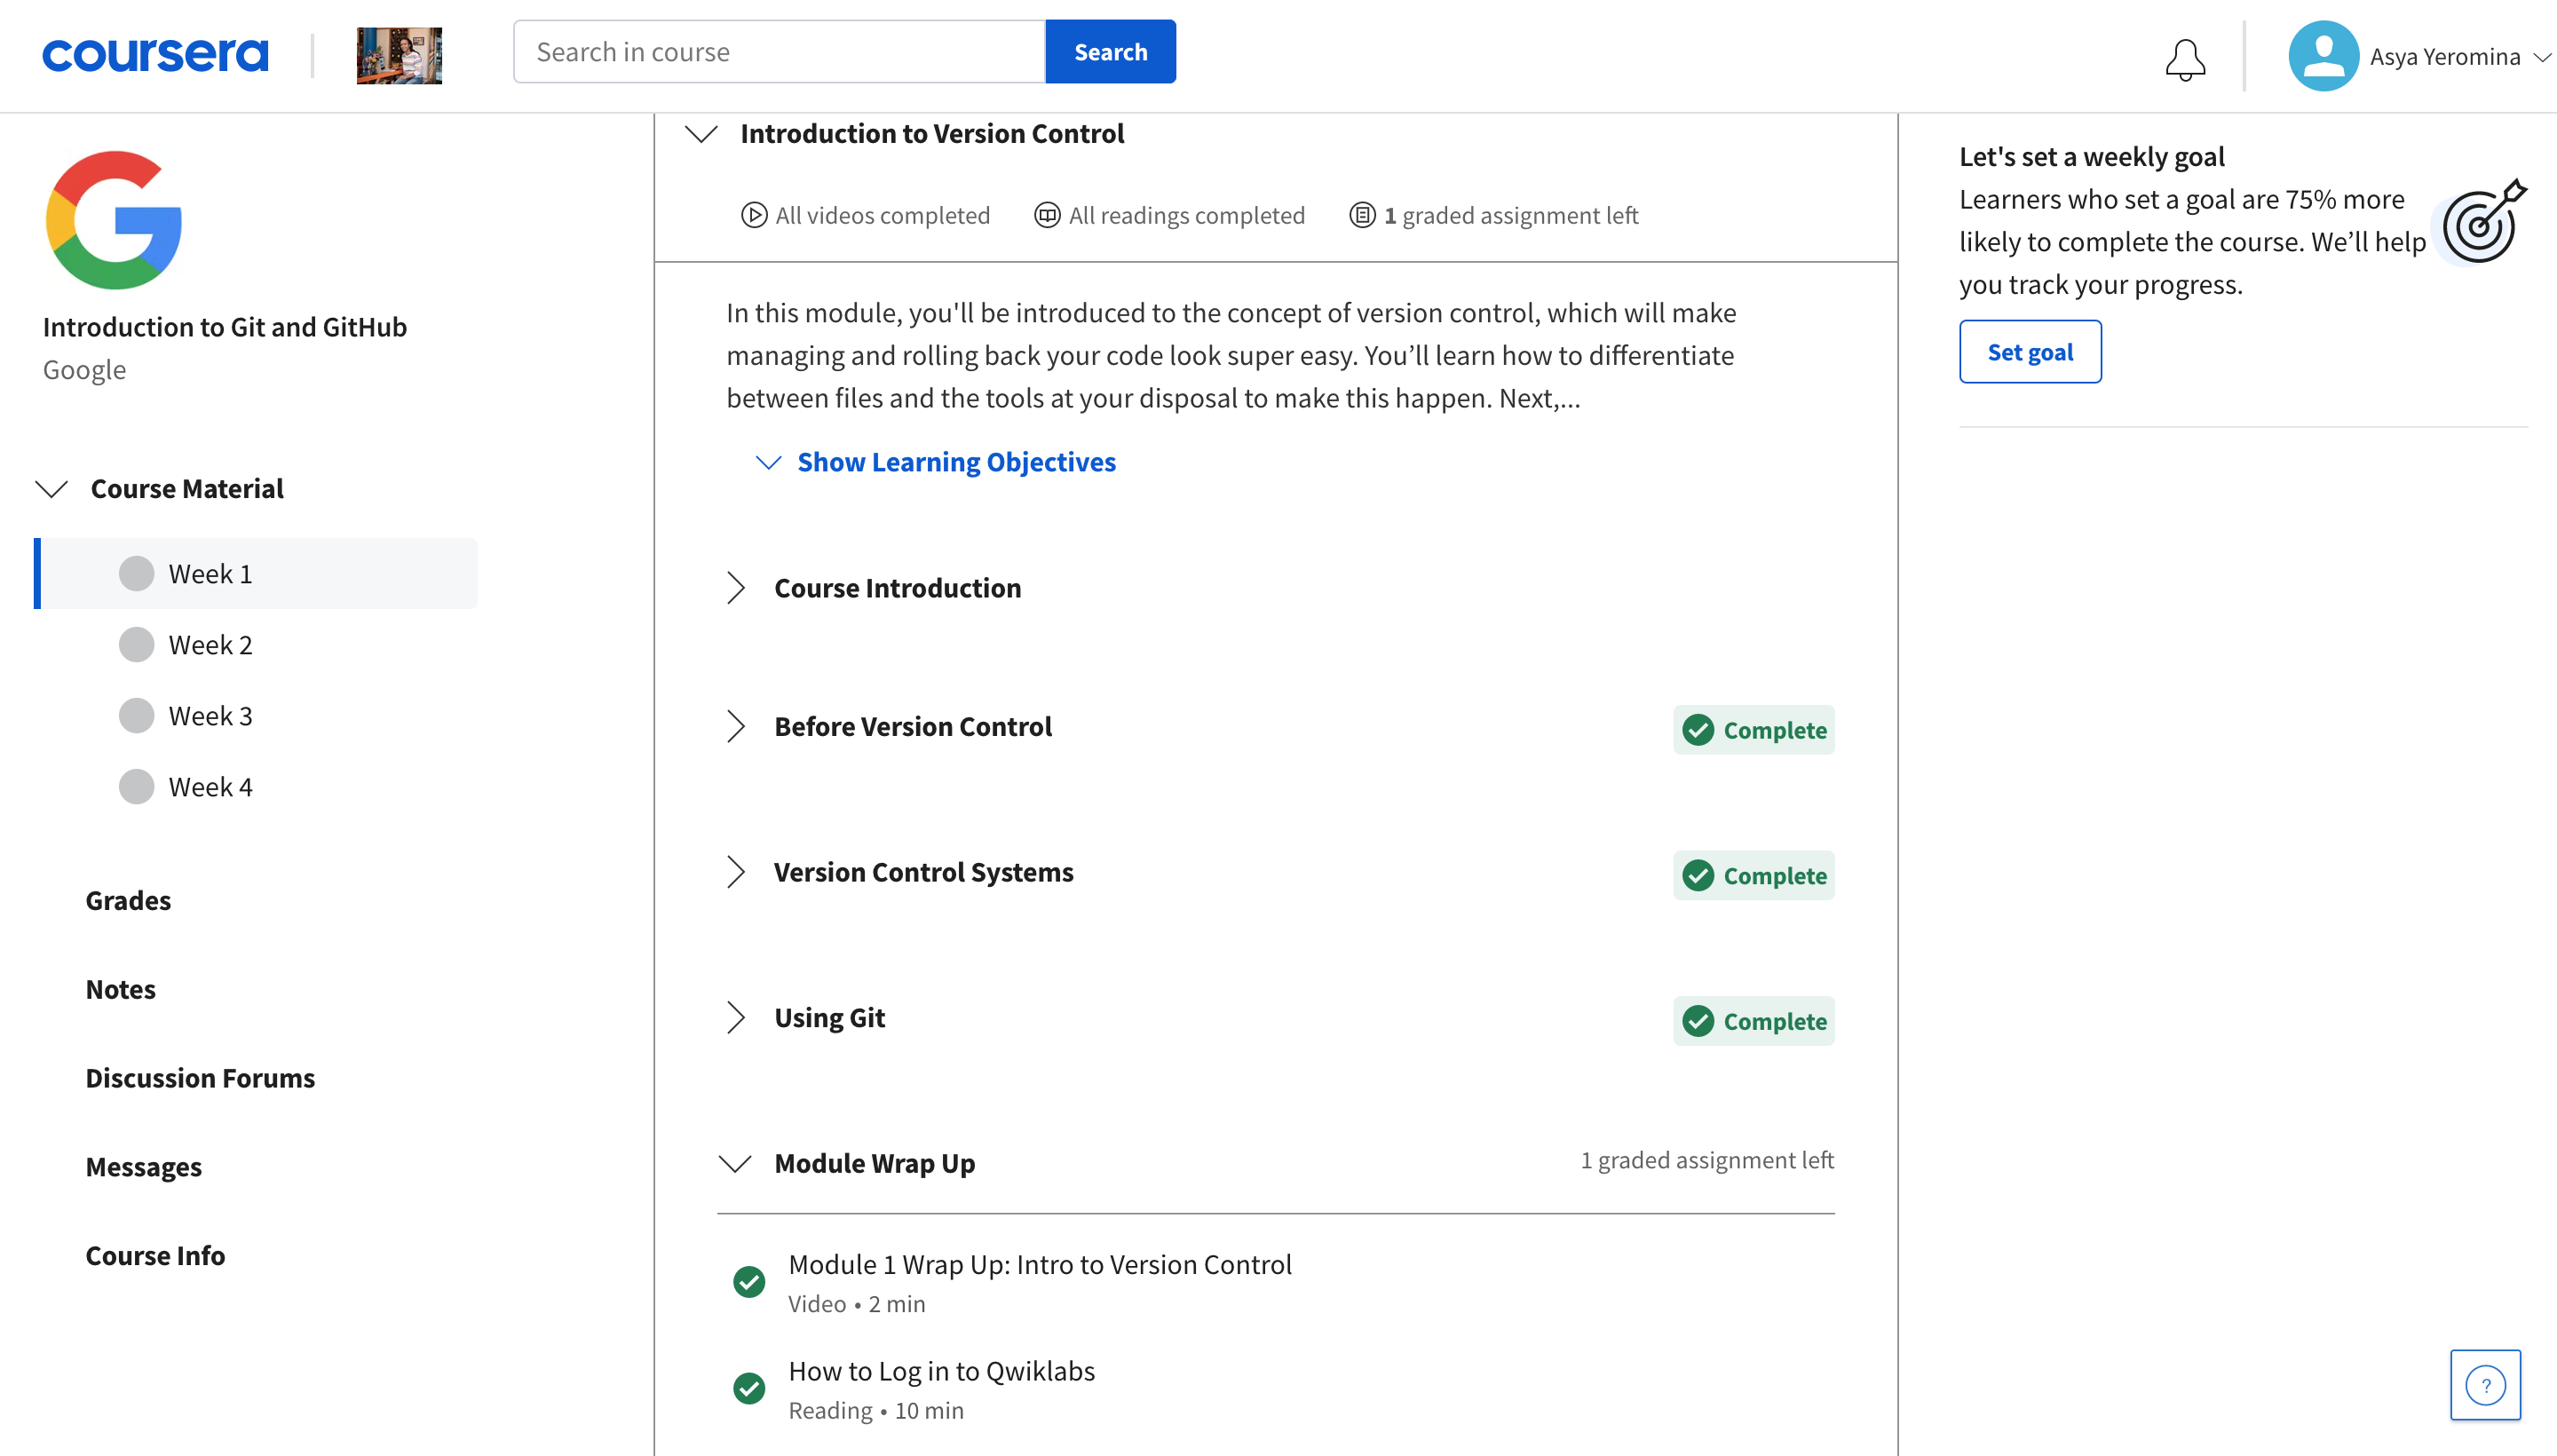 coursera
Search in course
Search
Asya Yeromina
Introduction to Git and GitHub
Google
Course Material
Week 1
Week 2
Week 3
Week 4
Grades
Notes
Discussion Forums
Messages
Course Info
Introduction to Version Control
All videos completed
All readings completed
1 graded assignment left
In this module, you'll be introduced to the concept of version control, which will make
managing and rolling back your code look super easy. You’ll learn how to differentiate
between files and the tools at your disposal to make this happen. Next,...
Show Learning Objectives
Course Introduction
Before Version Control
Complete
Version Control Systems
Complete
Using Git
Complete
Module Wrap Up
1 graded assignment left
Module 1 Wrap Up: Intro to Version Control
Video • 2 min
How to Log in to Qwiklabs
Reading • 10 min
Let's set a weekly goal
Learners who set a goal are 75% more
likely to complete the course. We’ll help
you track your progress.
Set goal
?